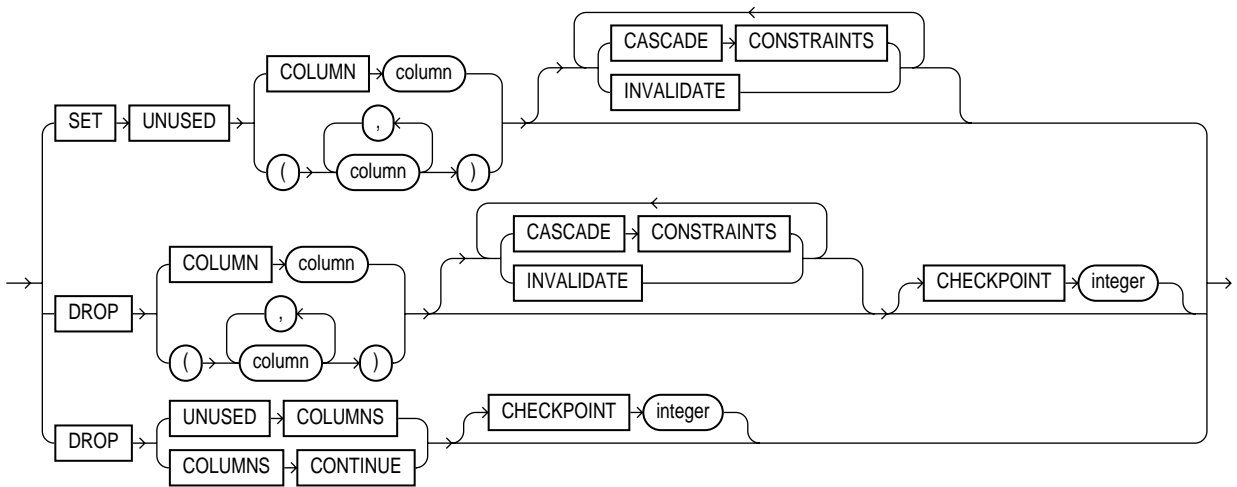 CASCADE CONSTRAINTS
COLUMN column
INVALIDATE
SET UNUSED
,
( column )
CASCADE CONSTRAINTS
COLUMN column
INVALIDATE
CHECKPOINT integer
DROP
,
( column )
UNUSED COLUMNS
CHECKPOINT integer
DROP
COLUMNS CONTINUE